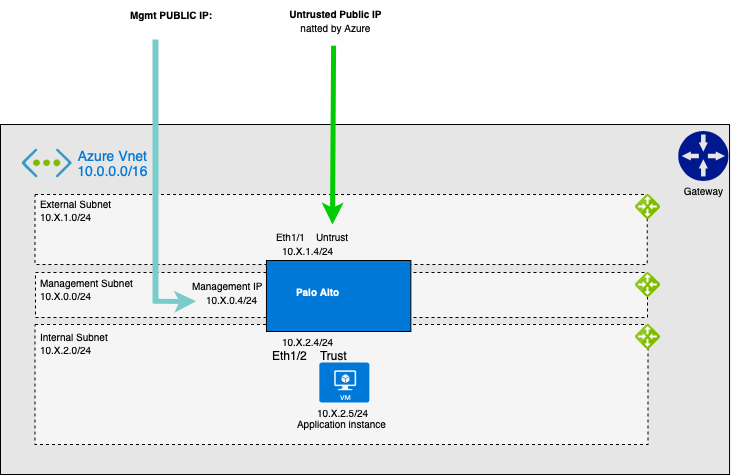 Mgmt PUBLIC IP:
Untrusted Public IP
natted by Azure
Azure Vnet
10.0.0.0/16
Gateway
External Subnet
10.X.1.0/24
Eth1/1 Untrust
10.X.1.4/24
Management Subnet
10.X.0.0/24
Management IP
10.X.0.4/24
Palo Alto
Internal Subnet
10.X.2.0/24
10.X.2.4/24
Eth1/2 Trust
VM
10.X.2.5/24
Application instance